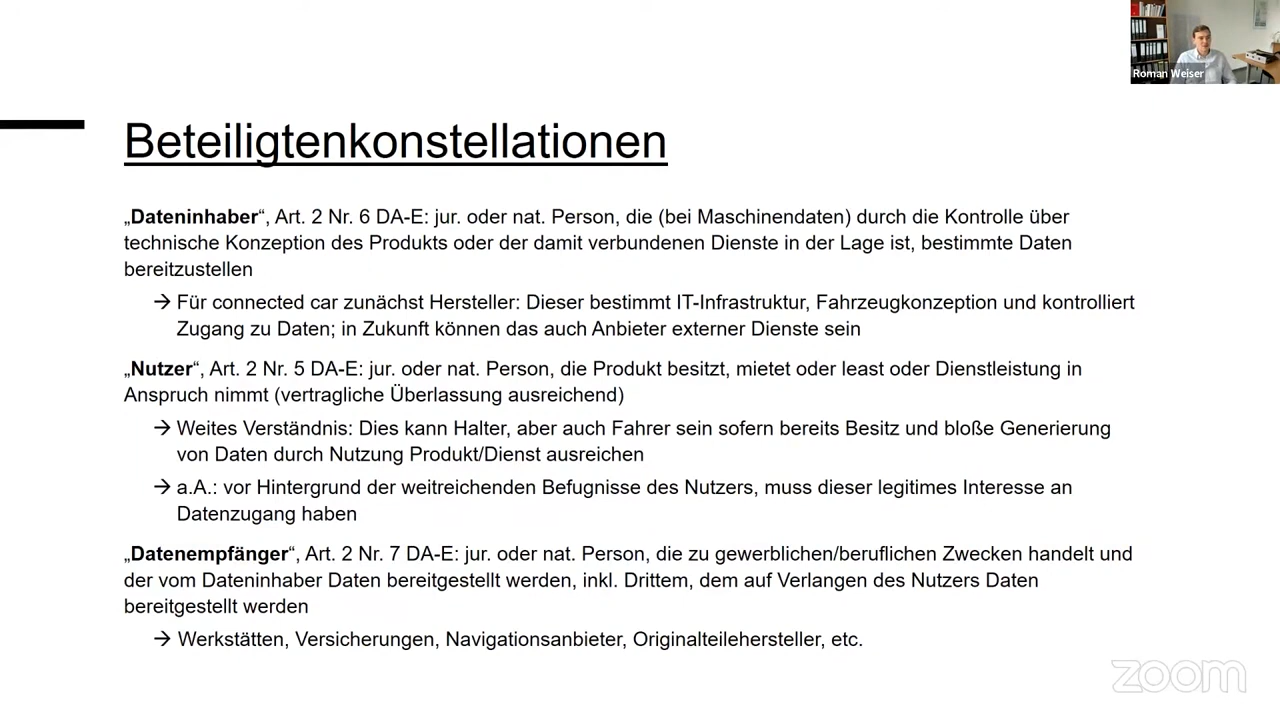 Roman Weiser
Beteiligtenkonstellationen
„Dateninhaber“, Art. 2 Nr. 6 DA-E: jur. oder nat. Person, die (bei Maschinendaten) durch die Kontrolle über
technische Konzeption des Produkts oder der damit verbundenen Dienste in der Lage ist, bestimmte Daten
bereitzustellen
→ Für connected car zunächst Hersteller: Dieser bestimmt IT-Infrastruktur, Fahrzeugkonzeption und kontrolliert
Zugang zu Daten; in Zukunft können das auch Anbieter externer Dienste sein
„Nutzer“, Art. 2 Nr. 5 DA-E: jur. oder nat. Person, die Produkt besitzt, mietet oder least oder Dienstleistung in
Anspruch nimmt (vertragliche Überlassung ausreichend)
→ Weites Verständnis: Dies kann Halter, aber auch Fahrer sein sofern bereits Besitz und bloße Generierung
von Daten durch Nutzung Produkt/Dienst ausreichen
→ a.A.: vor Hintergrund der weitreichenden Befugnisse des Nutzers, muss dieser legitimes Interesse an
Datenzugang haben
„Datenempfänger“, Art. 2 Nr. 7 DA-E: jur. oder nat. Person, die zu gewerblichen/beruflichen Zwecken handelt und
der vom Dateninhaber Daten bereitgestellt werden, inkl. Drittem, dem auf Verlangen des Nutzers Daten
bereitgestellt werden
→ Werkstätten, Versicherungen, Navigationsanbieter, Originalteilehersteller, etc.
zoom